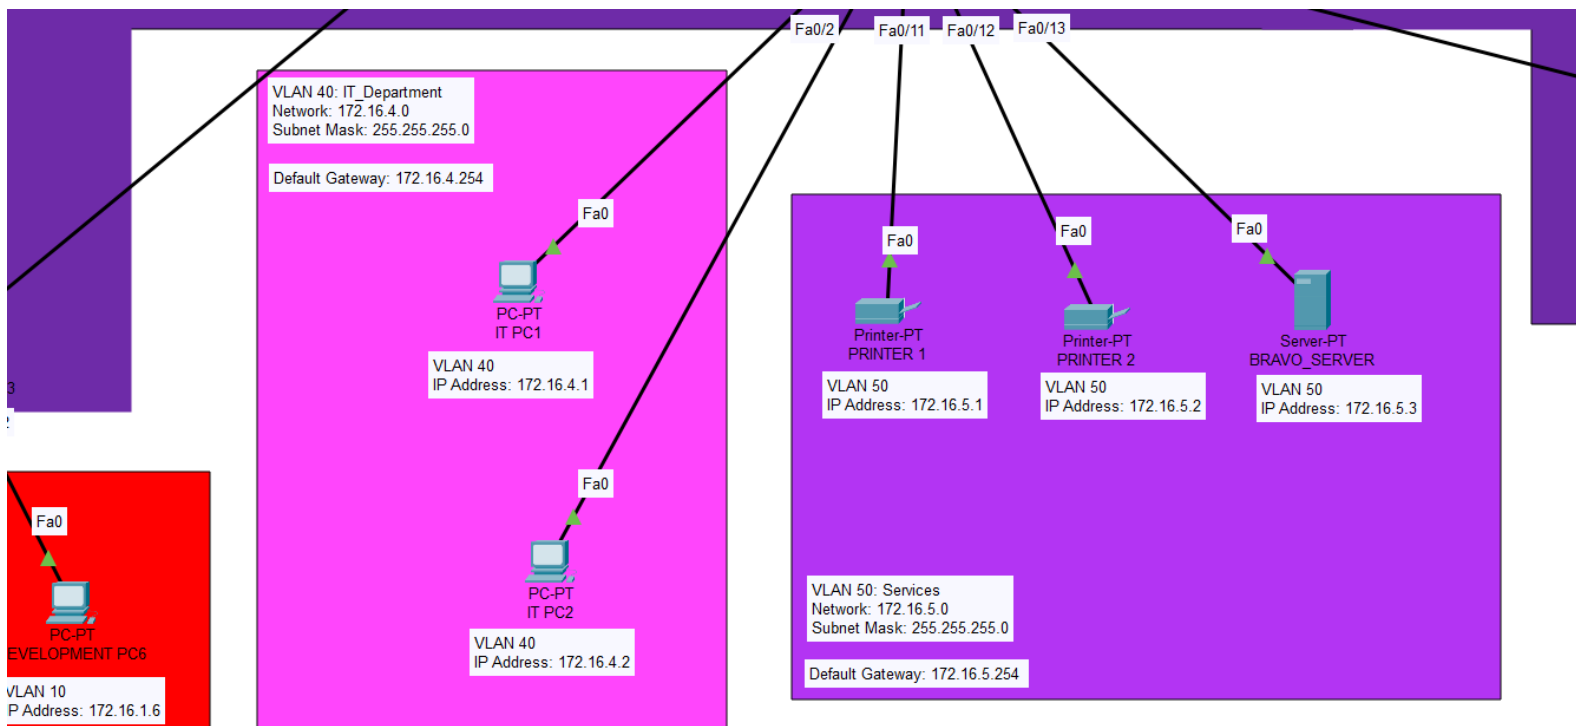 Fa0/2
Fa0/11
Fa0/12
Fa0/13
VLAN 40: IT_Department
Network: 172.16.4.0
Subnet Mask: 255.255.255.0
Default Gateway: 172.16.4.254
Fa0
PC-PT
IT PC1
VLAN 40
IP Address: 172.16.4.1
Fa0
PC-PT
IT PC2
VLAN 40
IP Address: 172.16.4.2
Fa0
Printer-PT
PRINTER 1
VLAN 50
IP Address: 172.16.5.1
Fa0
Printer-PT
PRINTER 2
VLAN 50
IP Address: 172.16.5.2
Fa0
Server-PT
BRAVO_SERVER
VLAN 50
IP Address: 172.16.5.3
VLAN 50: Services
Network: 172.16.5.0
Subnet Mask: 255.255.255.0
Default Gateway: 172.16.5.254
3
Fa0
PC-PT
EVELOPMENT PC6
VLAN 10
P Address: 172.16.1.6